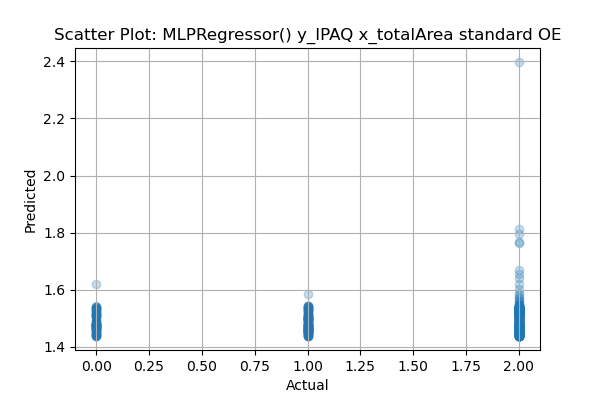 Scatter Plot: MLPRegressor() y_IPAQ x_totalArea standard OE
2.4
2.2
2.0
1.8
1.6
1.4
Predicted
0.00 0.25 0.50 0.75 1.00 1.25 1.50 1.75 2.00
Actual